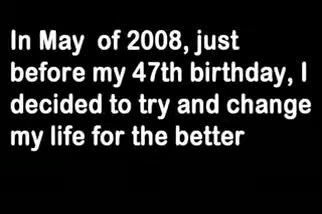 In May  of 2008, just
before my 47th birthday, I
decided to try and change
my life for the better